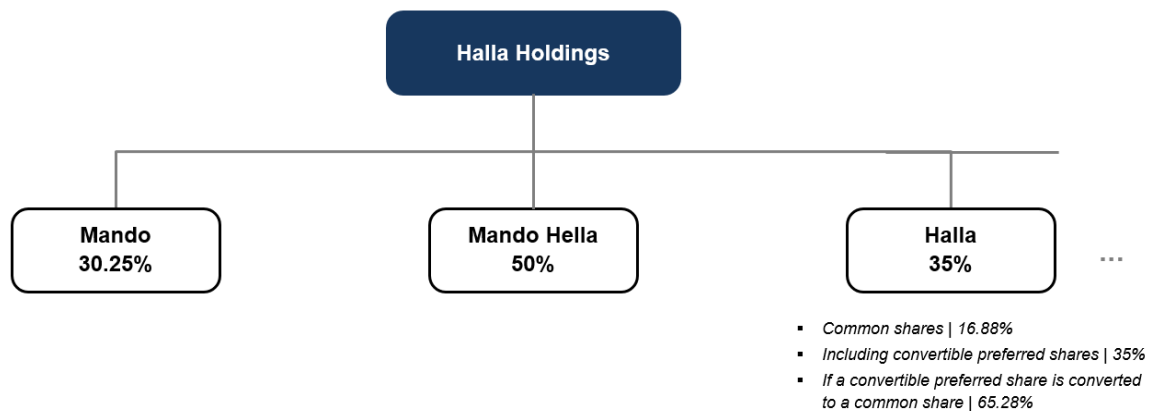 Halla Holdings
Mando
30.25%
Mando Hella
50%
Halla
35%
...
▪ Common shares | 16.88%
▪ Including convertible preferred shares | 35%
▪ If a convertible preferred share is converted
to a common share | 65.28%